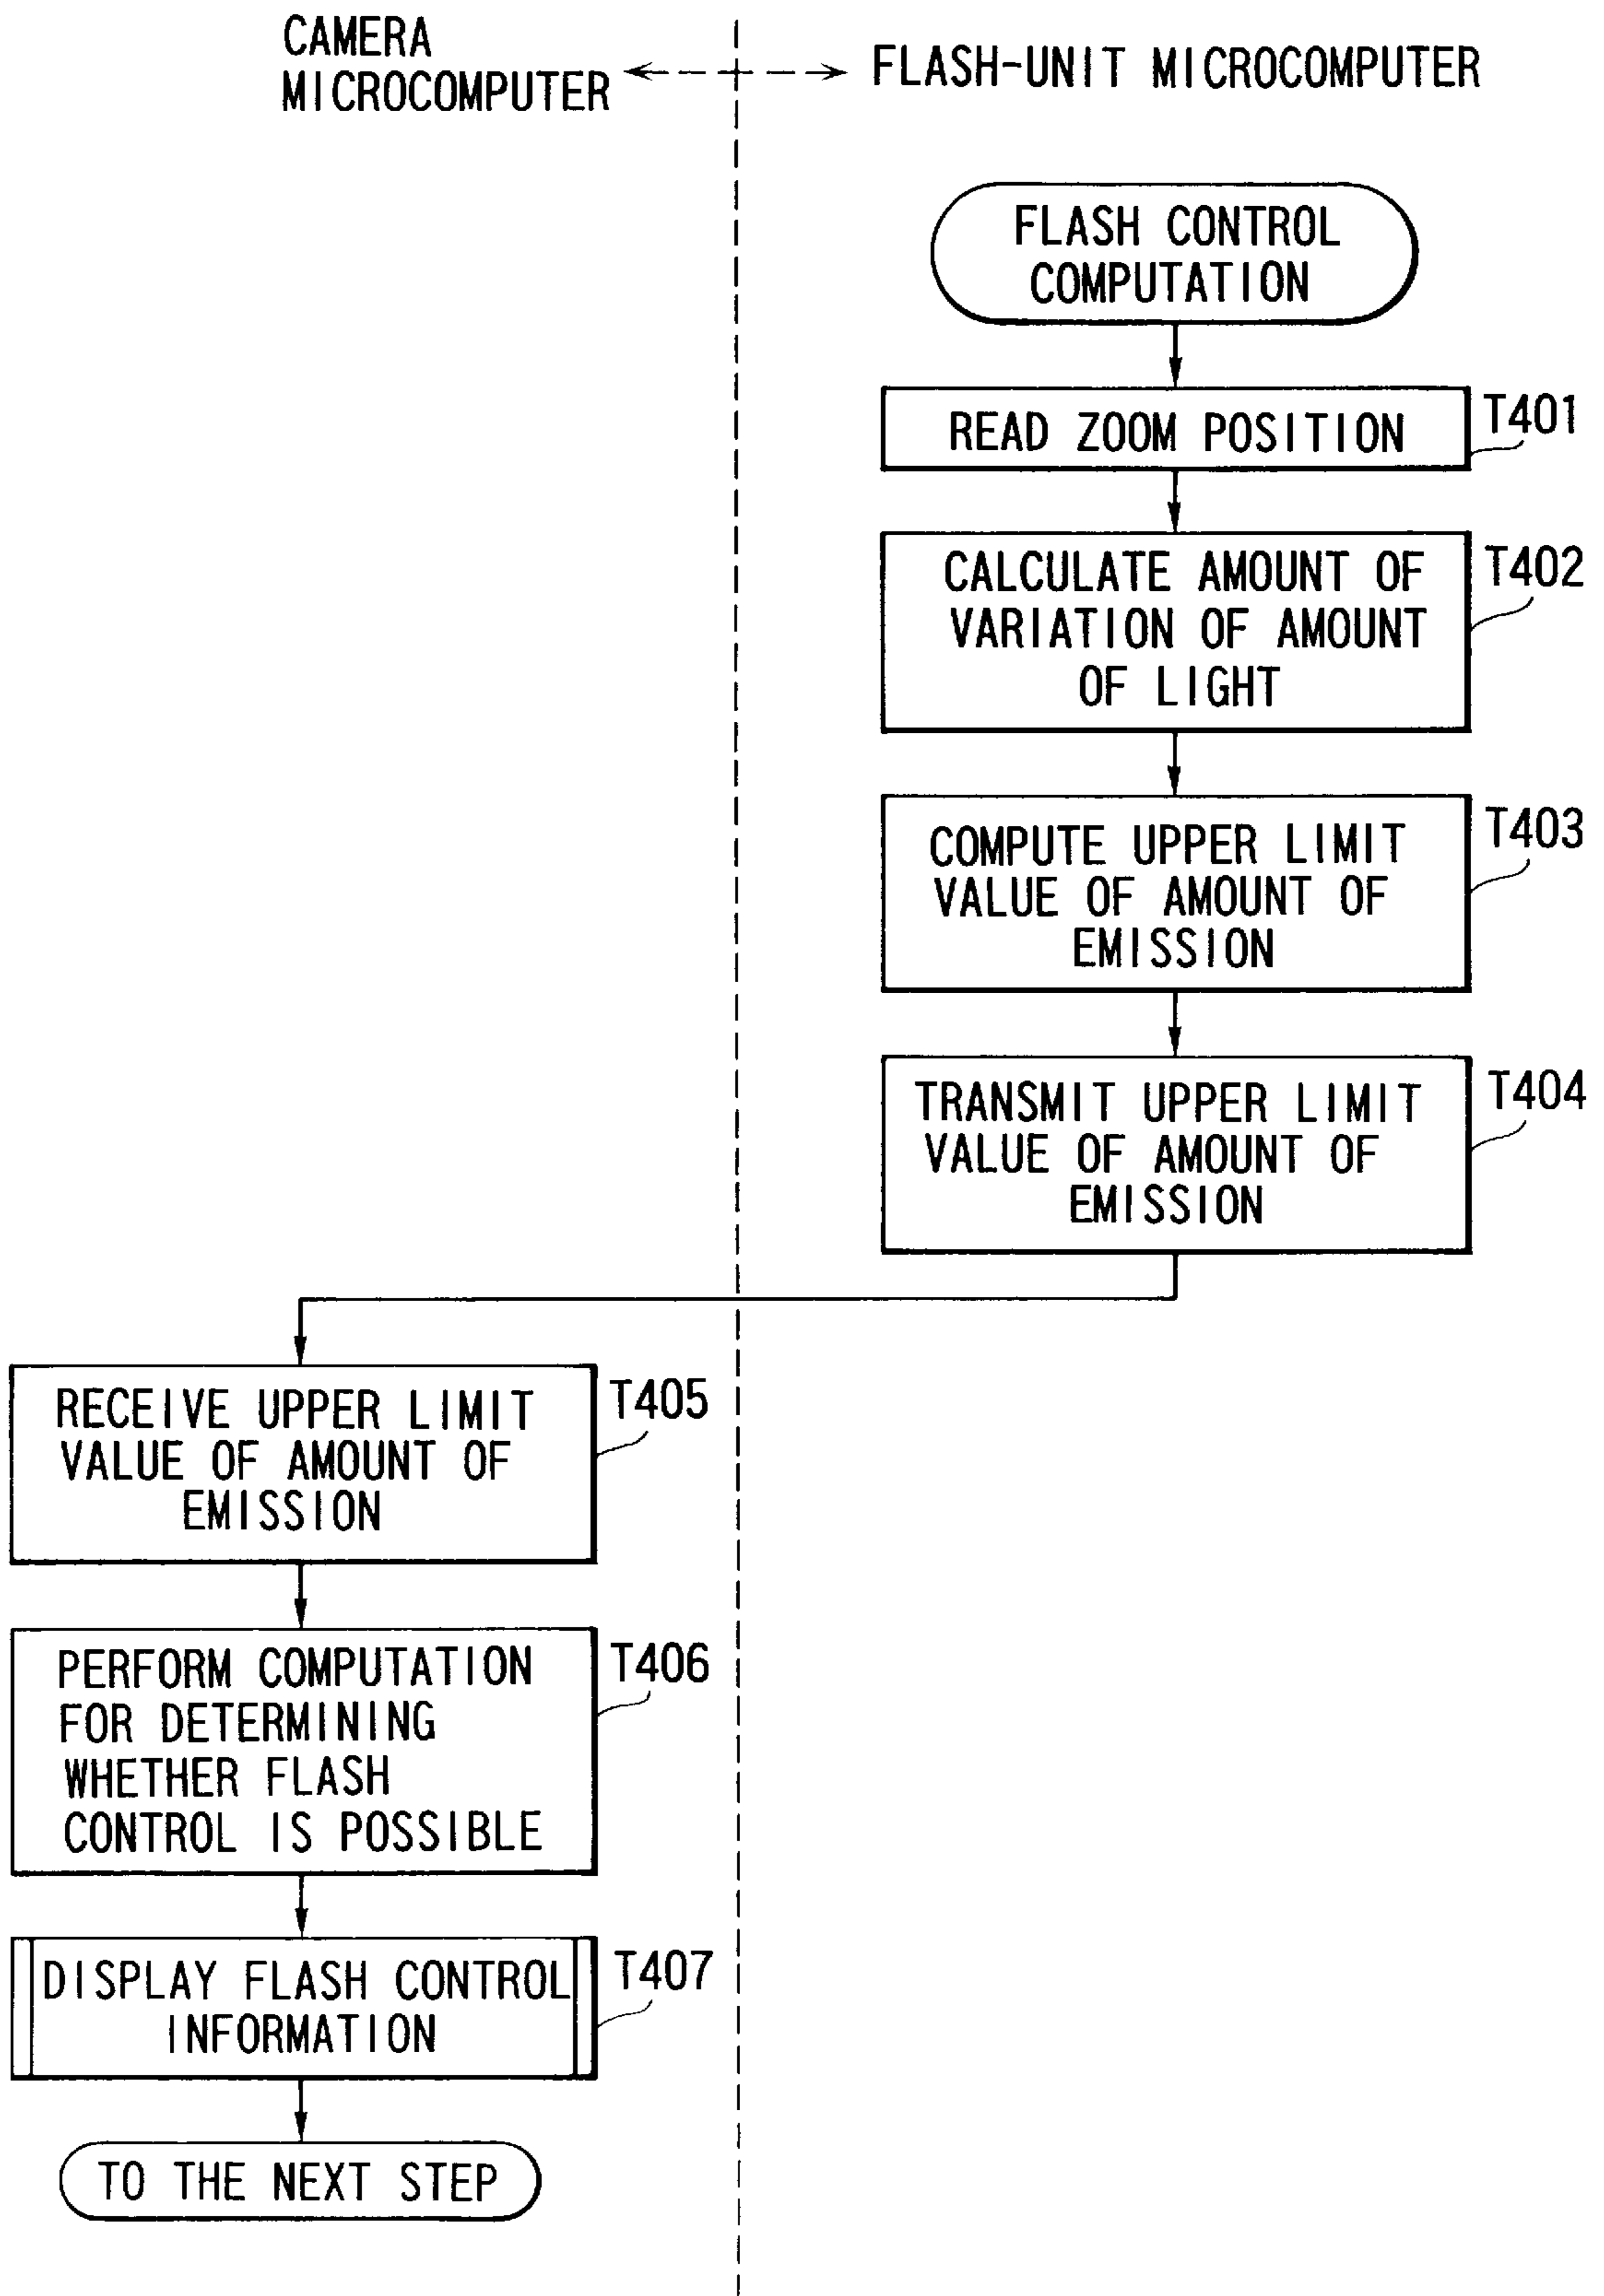 CAMERA
MICROCOMPUTER
FLASH-UNIT MICROCOMPUTER
FLASH CONTROL
COMPUTATION
READ ZOOM POSITION
T401
CALCULATE AMOUNT OF
VARIATION OF AMOUNT
OF LIGHT
T402
COMPUTE UPPER LIMIT
VALUE OF AMOUNT OF
EMISSION
T403
TRANSMIT UPPER LIMIT
VALUE OF AMOUNT OF
EMISSION
T404
RECEIVE UPPER LIMIT
VALUE OF AMOUNT OF
EMISSION
T405
PERFORM COMPUTATION
FOR DETERMINING
WHETHER FLASH
CONTROL IS POSSIBLE
T406
DISPLAY FLASH CONTROL
INFORMATION
T407
TO THE NEXT STEP